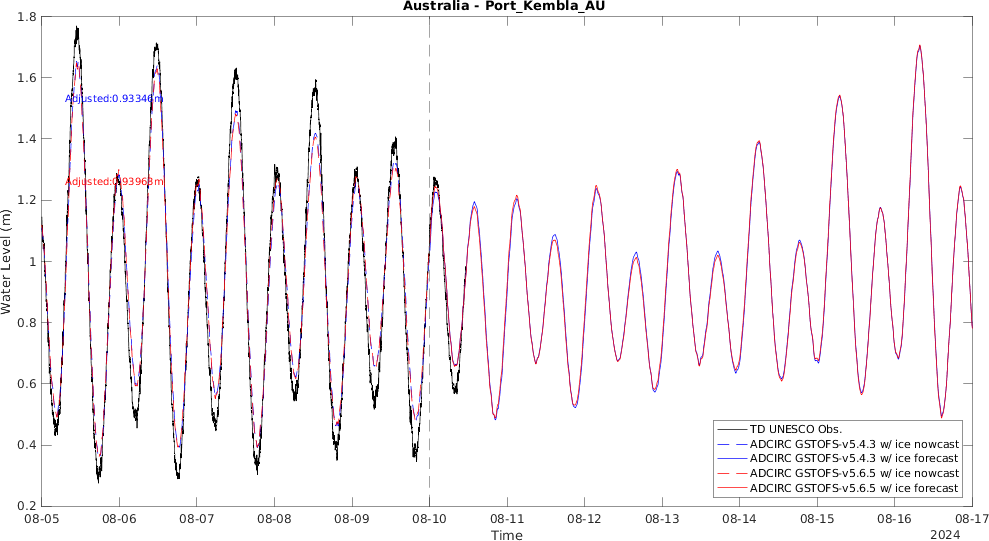 Australia - Port_Kembla_AU
Water Level (m)
1.8
1.6
1.4
1.2
1
0.8
0.6
0.4
0.2
Adjusted:0.93346m
Adjusted:0.93963m
TD UNESCO Obs.
ADCIRC GSTOFS-v5.4.3 w/ ice nowcast
ADCIRC GSTOFS-v5.4.3 w/ ice forecast
ADCIRC GSTOFS-v5.6.5 w/ ice nowcast
ADCIRC GSTOFS-v5.6.5 w/ ice forecast
08-05 08-06 08-07 08-08 08-09 08-10 08-11 08-12 08-13 08-14 08-15 08-16 08-17
Time
2024